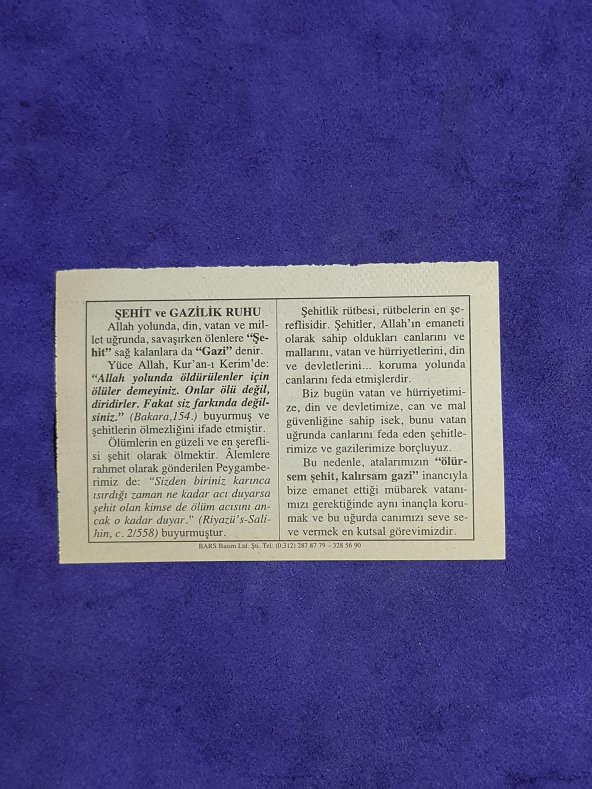 ŞEHİT ve GAZİLİK RUHU
Allah yolunda, din, vatan ve mil-
let uğrunda, savaşırken ölenlere “Şe-
hit” sağ kalanlara da “Gazi” denir.
Yüce Allah, Kur'an-ı Kerim'de:
“Allah yolunda öldürülenler için
ölüler demeyiniz. Onlar ölü değil,
diridirler. Fakat siz farkında değil-
siniz.” (Bakara,154.) buyurmuş ve
şehitlerin ölmezliğini ifade etmiştir.
Ölümlerin en güzeli ve en şerefli-
si şehit olarak ölmektir. Âlemlere
rahmet olarak gönderilen Peygambe-
rimiz de: “Sizden biriniz karınca
ısırdığı zaman ne kadar acı duyarsa
şehit olan kimse de ölüm acısını an-
cak o kadar duyar.” (Riyazü's-Sali-
hin, c. 2/558) buyurmuştur.
Şehitlik rütbesi, rütbelerin en şe-
reflisidir. Şehitler, Allah'ın emaneti
olarak sahip oldukları canlarını ve
mallarını, vatan ve hürriyetlerini, din
ve devletlerini... koruma yolunda
canlarını feda etmişlerdir.
Biz bugün vatan ve hürriyetimi-
ze, din ve devletimize, can ve mal
güvenliğine sahip isek, bunu vatan
uğrunda canlarını feda eden şehitle-
rimize ve gazilerimize borçluyuz.
Bu nedenle, atalarımızın “ölür-
sem şehit, kalırsam gazi” inancıyla
bize emanet ettiği mübarek vatanı-
mızı gerektiğinde aynı inançla koru-
mak ve bu uğurda canımızı seve se-
ve vermek en kutsal görevimizdir.
BARS Basım Ltd. Şti. Tel: (0.312) 287 87 79 – 328 56 90